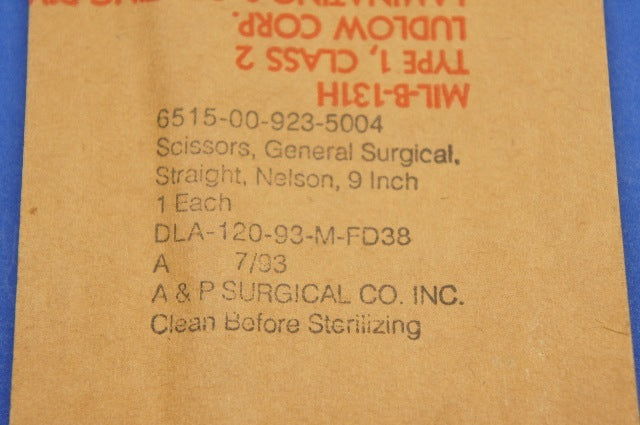 MIL-B-131H
TYPE 1, CLASS 2
LUDLOW CORP.
LAMINATING &
6515-00-923-5004
Scissors, General Surgical,
Straight, Nelson, 9 Inch
1 Each
DLA-120-93-M-FD38
A 7/93
A & P SURGICAL CO. INC.
Clean Before Sterilizing